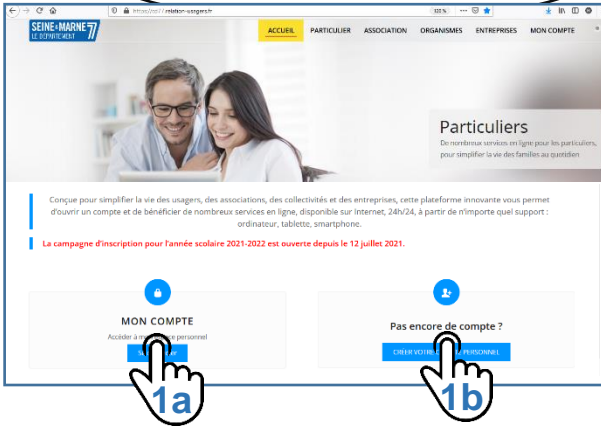 https://cd77.relation-usagers.fr
SEINE&MARNE 77
LE DÉPARTEMENT
ACCUEIL PARTICULIER ASSOCIATION ORGANISMES ENTREPRISES MON COMPTE
Particuliers
De nombreux services en ligne pour les particuliers,
pour simplifier la vie des familles au quotidien
Conçue pour simplifier la vie des usagers, des associations, des collectivités et des entreprises, cette plateforme innovante vous permet
d'ouvrir un compte et de bénéficier de nombreux services en ligne, disponible sur Internet, 24h/24, à partir de n'importe quel support :
ordinateur, tablette, smartphone.
La campagne d'inscription pour l'année scolaire 2021-2022 est ouverte depuis le 12 juillet 2021.
MON COMPTE
Accéder à personnel
Pas encore de compte ?
CRÉER VOTRE PERSONNEL
1a
1b